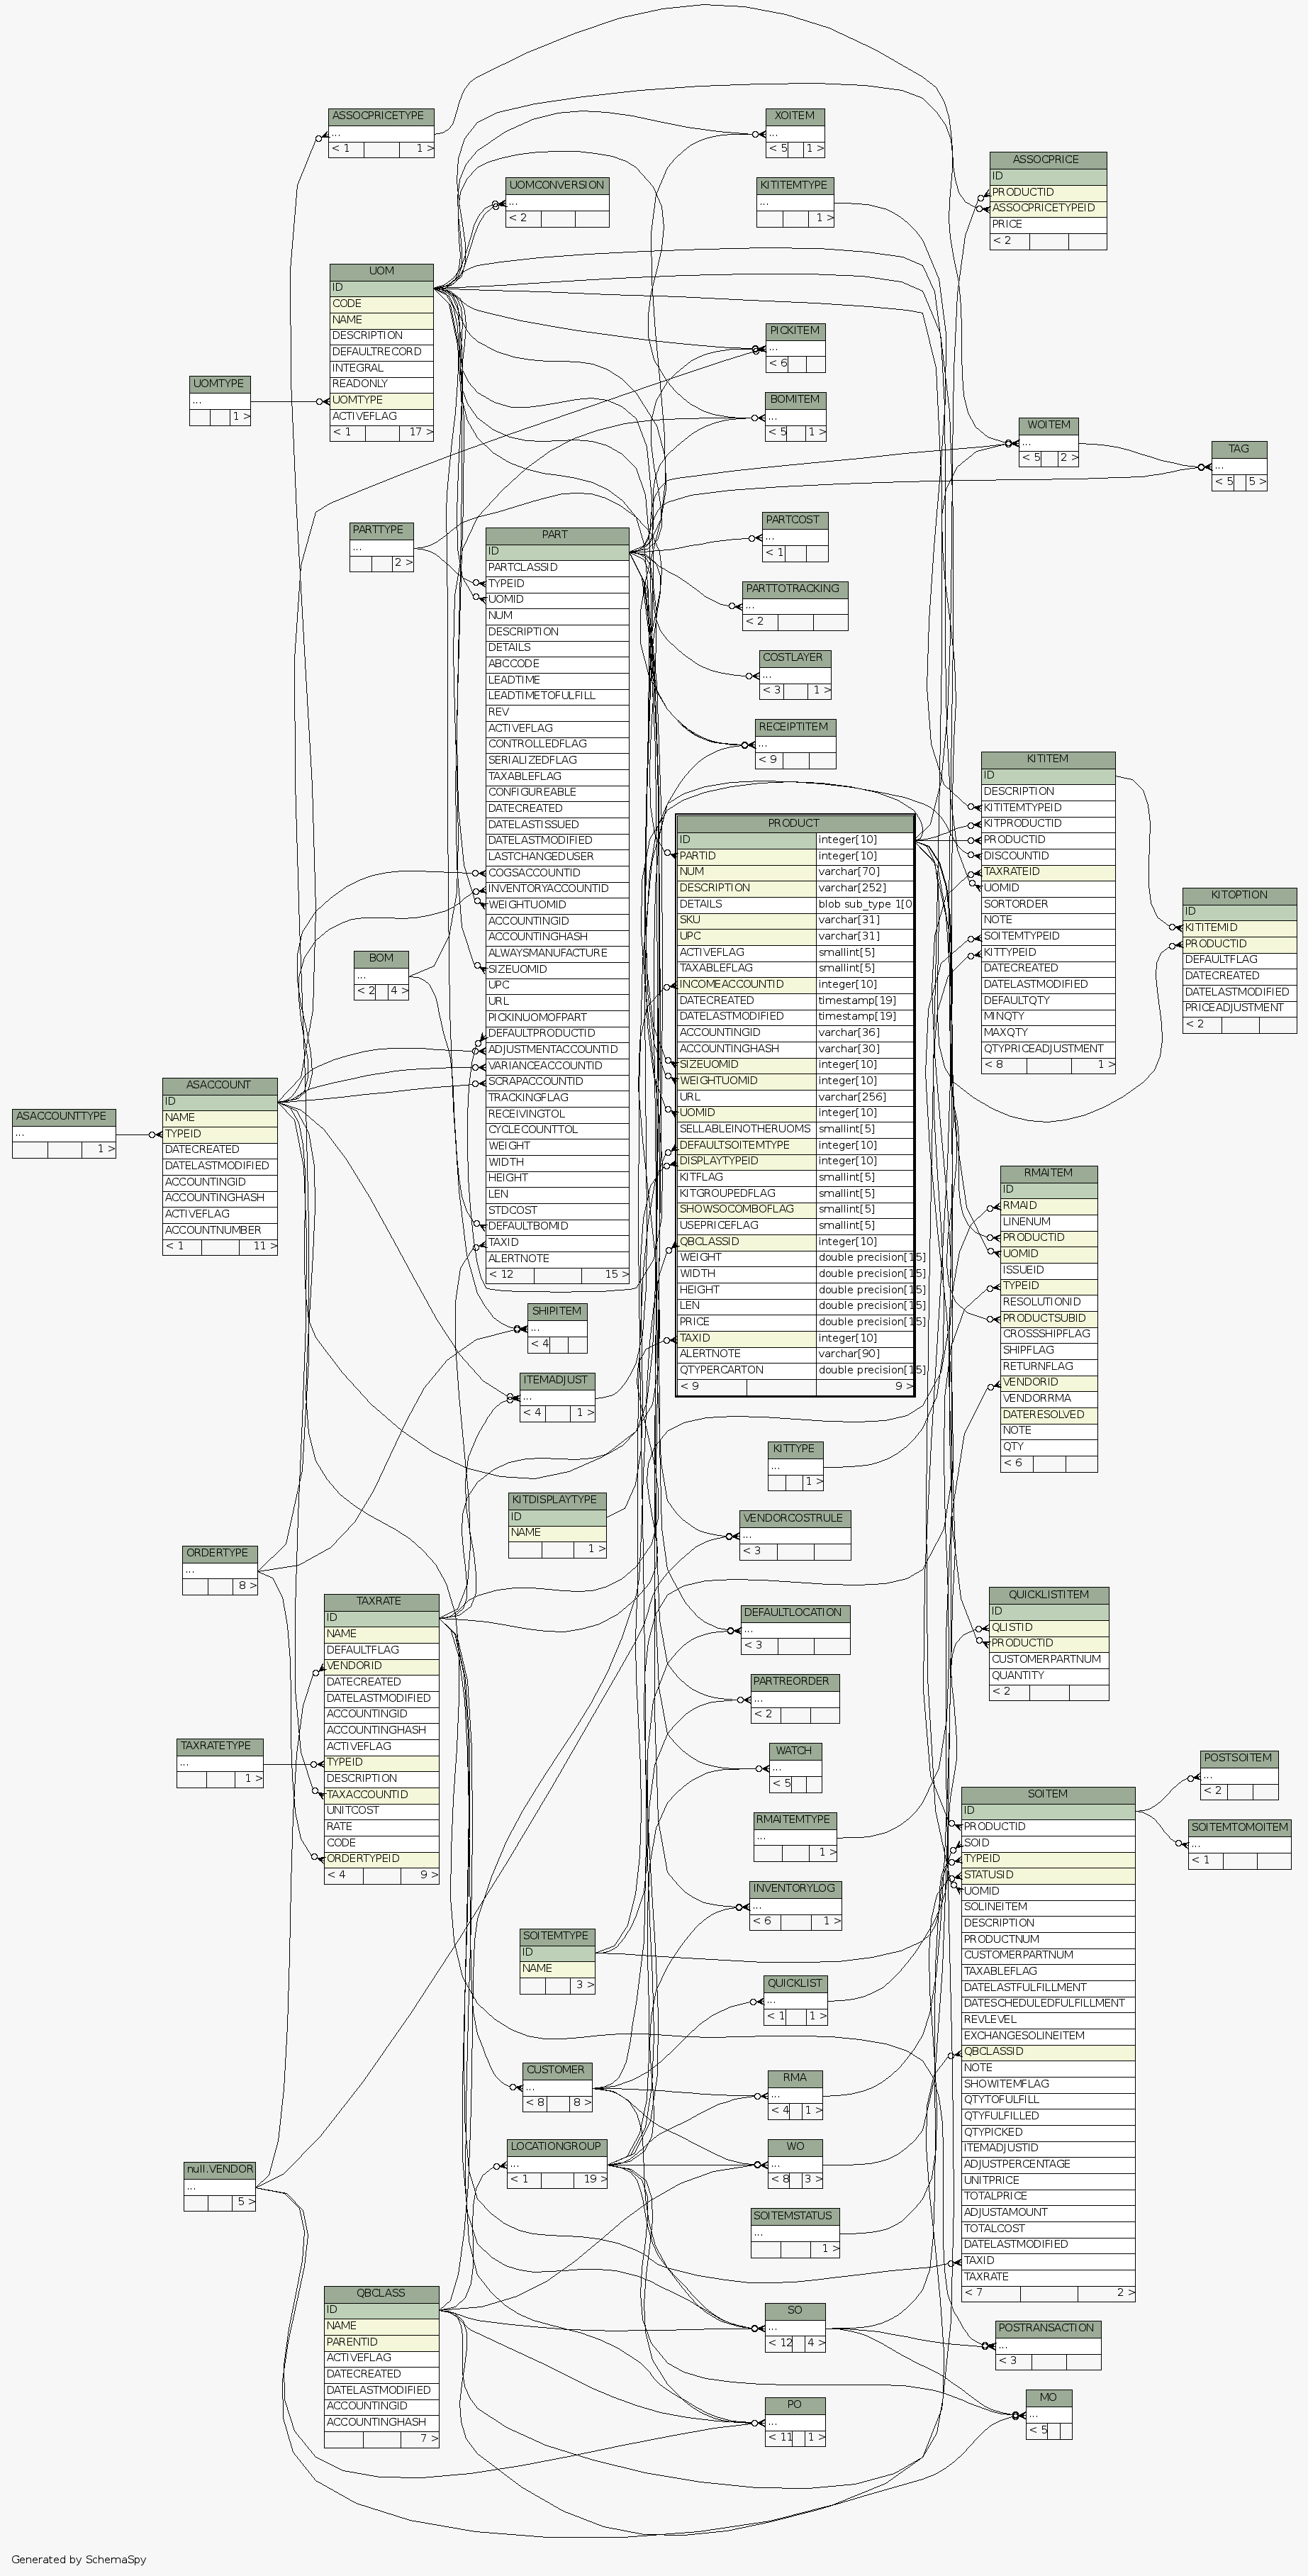 ASSOCPRICETYPE
...
< 1 1 >
XOITEM
...
< 5 1 >
ASSOCPRICE
ID
PRODUCTID
ASSOCPRICETYPEID
PRICE
< 2
UOMCONVERSION
...
< 2
KITITEMTYPE
...
1 >
UOM
ID
CODE
NAME
DESCRIPTION
DEFAULTRECORD
INTEGRAL
READONLY
UOMTYPE
ACTIVEFLAG
< 1 17 >
PICKITEM
...
< 6
UOMTYPE
...
1 >
BOMITEM
...
< 5 1 >
WOITEM
...
< 5 2 >
TAG
...
< 5 5 >
PARTTYPE
...
2 >
PART
ID
PARTCLASSID
TYPEID
UOMID
NUM
DESCRIPTION
DETAILS
ABCCODE
LEADTIME
LEADTIMETOFULFILL
REV
ACTIVEFLAG
CONTROLLEDFLAG
SERIALIZEDFLAG
TAXABLEFLAG
CONFIGUREABLE
DATECREATED
DATELASTISSUED
DATELASTMODIFIED
LASTCHANGEDUSER
COGSACCOUNTID
INVENTORYACCOUNTID
WEIGHTUOMID
ACCOUNTINGID
ACCOUNTINGHASH
ALWAYSMANUFACTURE
SIZEUOMID
UPC
URL
PICKINUOMOFPART
DEFAULTPRODUCTID
ADJUSTMENTACCOUNTID
VARIANCEACCOUNTID
SCRAPACCOUNTID
TRACKINGFLAG
RECEIVINGTOL
CYCLECOUNTTOL
WEIGHT
WIDTH
HEIGHT
LEN
STDCOST
DEFAULTBOMID
TAXID
ALERTNOTE
< 12 15 >
PARTCOST
...
< 1
PARTTOTRACKING
...
< 2
COSTLAYER
...
< 3 1 >
RECEIPTITEM
...
< 9
PRODUCT
ID integer[10]
PARTID integer[10]
NUM varchar[70]
DESCRIPTION varchar[252]
DETAILS blob sub_type 1[0
SKU varchar[31]
UPC varchar[31]
ACTIVEFLAG smallint[5]
TAXABLEFLAG smallint[5]
INCOMEACCOUNTID integer[10]
DATECREATED timestamp[19]
DATELASTMODIFIED timestamp[19]
ACCOUNTINGID varchar[36]
ACCOUNTINGHASH varchar[30]
SIZEUOMID integer[10]
WEIGHTUOMID integer[10]
URL varchar[256]
UOMID integer[10]
SELLABLEINOTHERUOMS smallint[5]
DEFAULTSOITEMTYPE integer[10]
DISPLAYTYPEID integer[10]
KITFLAG smallint[5]
KITGROUPEDFLAG smallint[5]
SHOWSOCOMBOFLAG smallint[5]
USEPRICEFLAG smallint[5]
QBCLASSID integer[10]
WEIGHT double precision[15]
WIDTH double precision[15]
HEIGHT double precision[15]
LEN double precision[15]
PRICE double precision[15]
TAXID integer[10]
ALERTNOTE varchar[90]
QTYPERCARTON double precision[15]
< 9 9 >
KITITEM
ID
DESCRIPTION
KITITEMTYPEID
KITPRODUCTID
PRODUCTID
DISCOUNTID
TAXRATEID
UOMID
SORTORDER
NOTE
SOITEMTYPEID
KITTYPEID
DATECREATED
DATELASTMODIFIED
DEFAULTQTY
MINQTY
MAXQTY
QTYPRICEADJUSTMENT
< 8 1 >
KITOPTION
ID
KITITEMID
PRODUCTID
DEFAULTFLAG
DATECREATED
DATELASTMODIFIED
PRICEADJUSTMENT
< 2
BOM
...
< 2 4 >
ASACCOUNTTYPE
...
1 >
ASACCOUNT
ID
NAME
TYPEID
DATECREATED
DATELASTMODIFIED
ACCOUNTINGID
ACCOUNTINGHASH
ACTIVEFLAG
ACCOUNTNUMBER
< 1 11 >
RMAITEM
ID
RMAID
LINENUM
PRODUCTID
UOMID
ISSUEID
TYPEID
RESOLUTIONID
PRODUCTSUBID
CROSSSHIPFLAG
SHIPFLAG
RETURNFLAG
VENDORID
VENDORRMA
DATERESOLVED
NOTE
QTY
< 6
SHIPITEM
...
< 4
ITEMADJUST
...
< 4 1 >
KITTYPE
...
1 >
KITDISPLAYTYPE
ID
NAME
1 >
VENDORCOSTRULE
...
< 3
ORDERTYPE
...
8 >
TAXRATE
ID
NAME
DEFAULTFLAG
VENDORID
DATECREATED
DATELASTMODIFIED
ACCOUNTINGID
ACCOUNTINGHASH
ACTIVEFLAG
TYPEID
DESCRIPTION
TAXACCOUNTID
UNITCOST
RATE
CODE
ORDERTYPEID
< 4 9 >
DEFAULTLOCATION
...
< 3
QUICKLISTITEM
ID
QLISTID
PRODUCTID
CUSTOMERPARTNUM
QUANTITY
< 2
PARTREORDER
...
< 2
TAXRATETYPE
...
1 >
WATCH
...
< 5
POSTSOITEM
...
< 2
SOITEM
ID
PRODUCTID
SOID
TYPEID
STATUSID
UOMID
SOLINEITEM
DESCRIPTION
PRODUCTNUM
CUSTOMERPARTNUM
TAXABLEFLAG
DATELASTFULFILLMENT
DATESCHEDULEDFULFILLMENT
REVLEVEL
EXCHANGESOLINEITEM
QBCLASSID
NOTE
SHOWITEMFLAG
QTYTOFULFILL
QTYFULFILLED
QTYPICKED
ITEMADJUSTID
ADJUSTPERCENTAGE
UNITPRICE
TOTALPRICE
ADJUSTAMOUNT
TOTALCOST
DATELASTMODIFIED
TAXID
TAXRATE
< 7 2 >
RMAITEMTYPE
...
1 >
SOITEMTOMOITEM
...
< 1
INVENTORYLOG
...
< 6 1 >
SOITEMTYPE
ID
NAME
3 >
QUICKLIST
...
< 1 1 >
CUSTOMER
...
< 8 8 >
RMA
...
< 4 1 >
LOCATIONGROUP
...
< 1 19 >
WO
...
< 8 3 >
null.VENDOR
...
5 >
SOITEMSTATUS
...
1 >
QBCLASS
ID
NAME
PARENTID
ACTIVEFLAG
DATECREATED
DATELASTMODIFIED
ACCOUNTINGID
ACCOUNTINGHASH
7 >
SO
...
< 12 4 >
POSTRANSACTION
...
< 3
PO
...
< 11 1 >
MO
...
< 5
Generated by SchemaSpy